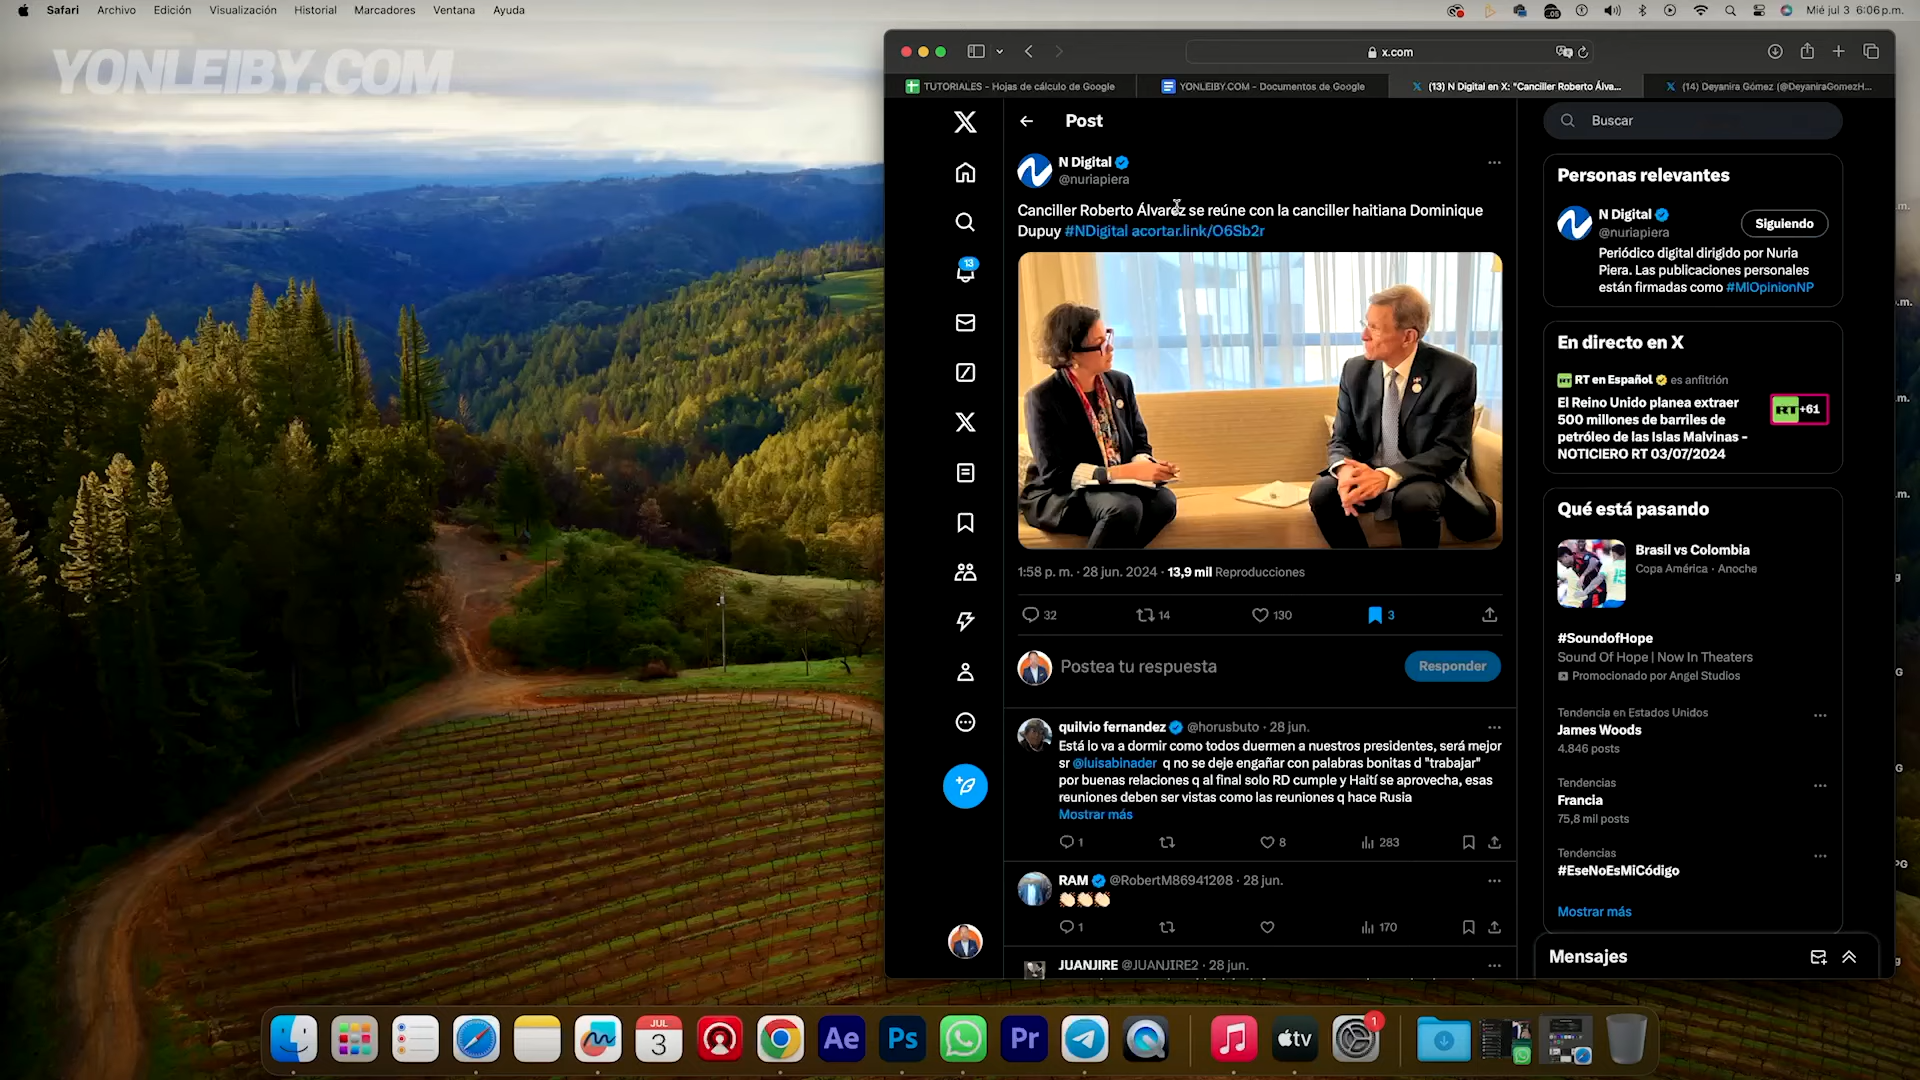 Safari Archivo Edición Visualización Historial Marcadores Ventana Ayuda
Mié jul 3 6:06 p.m.
YONLEIBY.COM
x.com
TUTORIALES - Hojas de cálculo de Google
YONLEIBY.COM - Documentos de Google
(13) N Digital en X: "Canciller Roberto Álva...
(14) Deyanira Gómez (@DeyaniraGomezH...
Post
N Digital
@nuriapiera
Canciller Roberto Álvarez se reúne con la canciller haitiana Dominique
Dupuy #NDigital acortar.link/O6Sb2r
1:58 p. m. · 28 jun. 2024 · 13,9 mil Reproducciones
32 14 130 3
Postea tu respuesta
Responder
quilvio fernandez @horusbuto · 28 jun.
Está lo va a dormir como todos duermen a nuestros presidentes, será mejor
sr @luisabinader q no se deje engañar con palabras bonitas d "trabajar"
por buenas relaciones q al final solo RD cumple y Haití se aprovecha, esas
reuniones deben ser vistas como las reuniones q hace Rusia
Mostrar más
1 8 283
RAM @RobertM86941208 · 28 jun.
👏🏻👏🏻👏🏻
1 170
JUANJIRE @JUANJIRE2 · 28 jun.
13
Buscar
Personas relevantes
N Digital
@nuriapiera
Siguiendo
Periódico digital dirigido por Nuria
Piera. Las publicaciones personales
están firmadas como #MIOpinionNP
En directo en X
RT en Español es anfitrión
El Reino Unido planea extraer
500 millones de barriles de
petróleo de las Islas Malvinas -
NOTICIERO RT 03/07/2024
RT +61
Qué está pasando
Brasil vs Colombia
Copa América · Anoche
#SoundofHope
Sound Of Hope | Now In Theaters
Promocionado por Angel Studios
Tendencia en Estados Unidos
James Woods
4.846 posts
Tendencias
Francia
75,8 mil posts
Tendencias
#EseNoEsMiCódigo
Mostrar más
Mensajes
JUL
3
Ae
Ps
Pr
tv
1